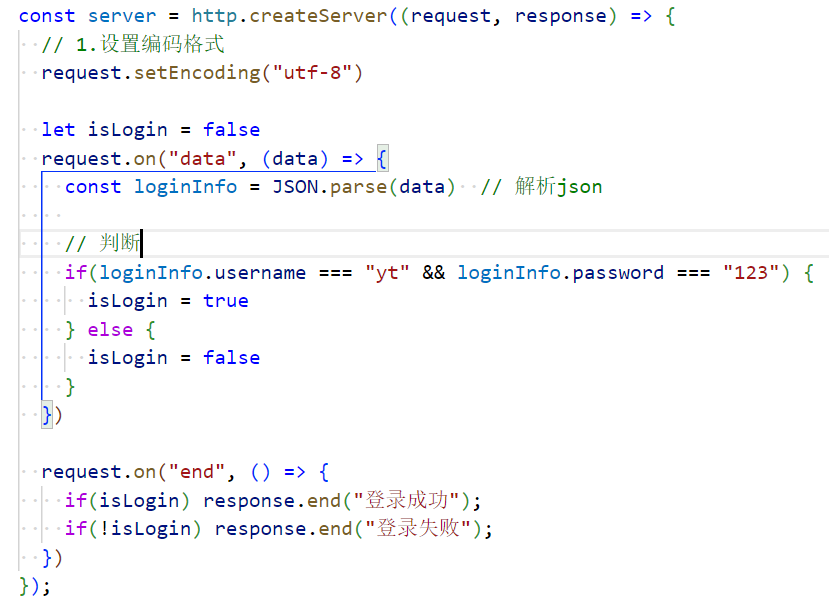 const server = http.createServer((request, response) => {
  // 1.设置编码格式
  request.setEncoding("utf-8")
  let isLogin = false
  request.on("data", (data) => {
    const loginInfo = JSON.parse(data)  // 解析json
    // 判断
    if(loginInfo.username === "yt" && loginInfo.password === "123") {
      isLogin = true
    } else {
      isLogin = false
    }
  })
  request.on("end", () => {
    if(isLogin) response.end("登录成功");
    if(!isLogin) response.end("登录失败");
  })
});